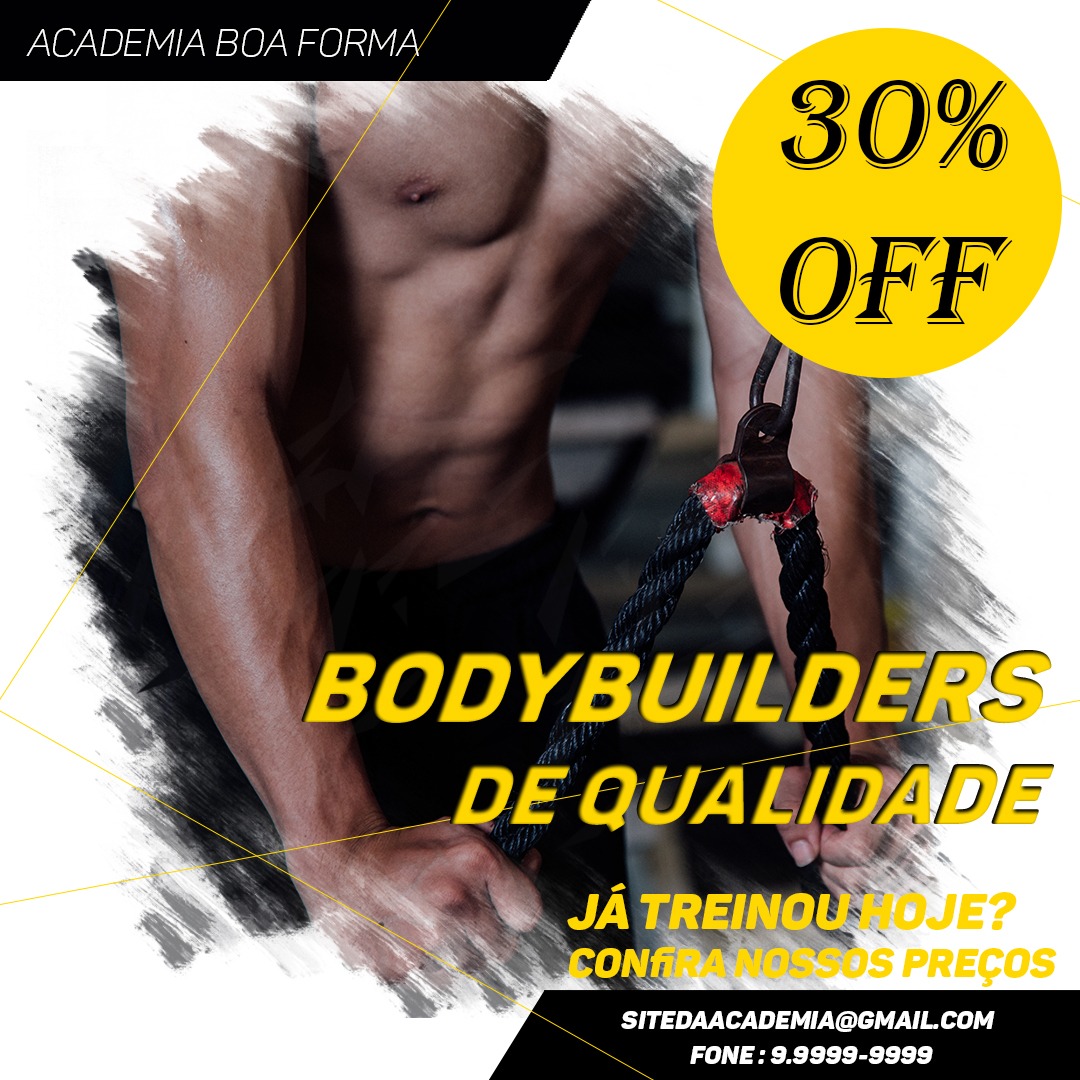 ACADEMIA BOA FORMA
30%
OFF
BODYBUILDERS
DE QUALIDADE
JÁ TREINOU HOJE?
CONfiRA NOSSOS PREÇOS
SITEDAACADEMIA@GMAIL.COM
FONE : 9.9999-9999